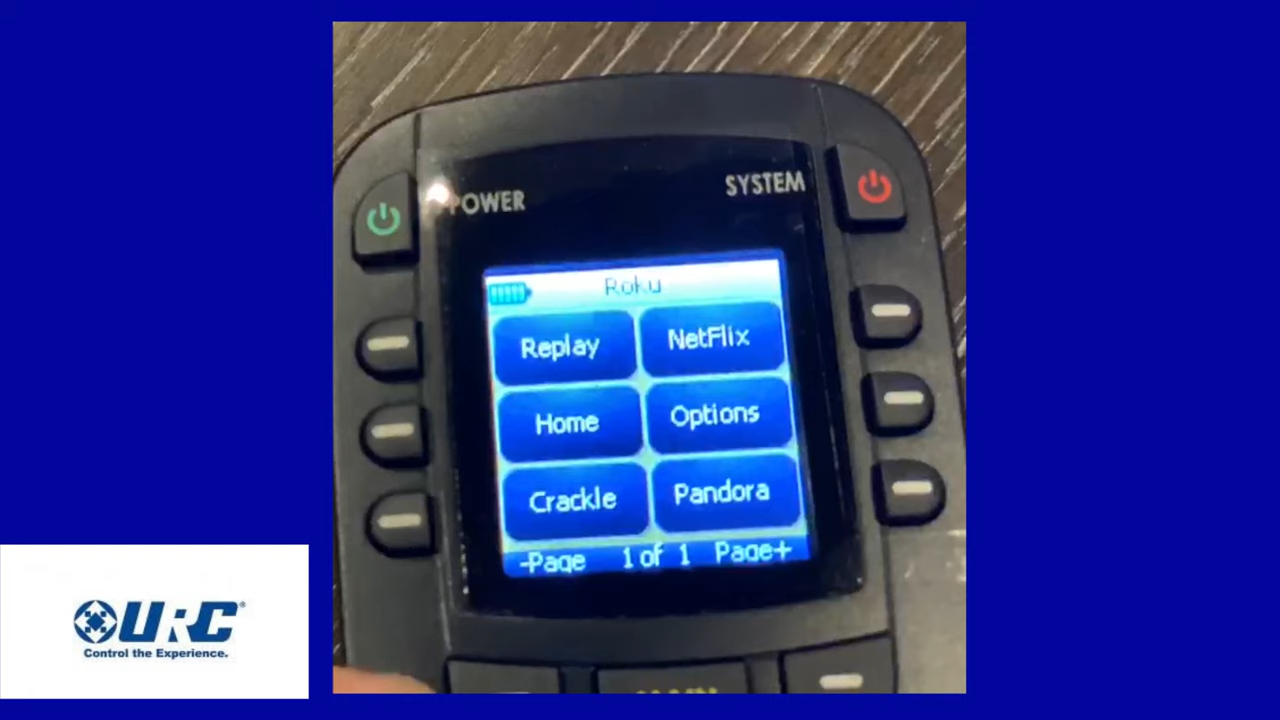 POWER
SYSTEM
Roku
Replay
NetFlix
Home
Options
Crackle
Pandora
-Page 1 of 1 Page+
URC®
Control the Experience.